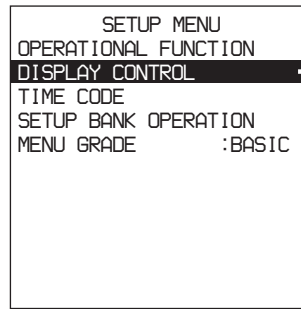 SETUP MENU
OPERATIONAL FUNCTION
DISPLAY CONTROL
TIME CODE
SETUP BANK OPERATION
MENU GRADE :BASIC